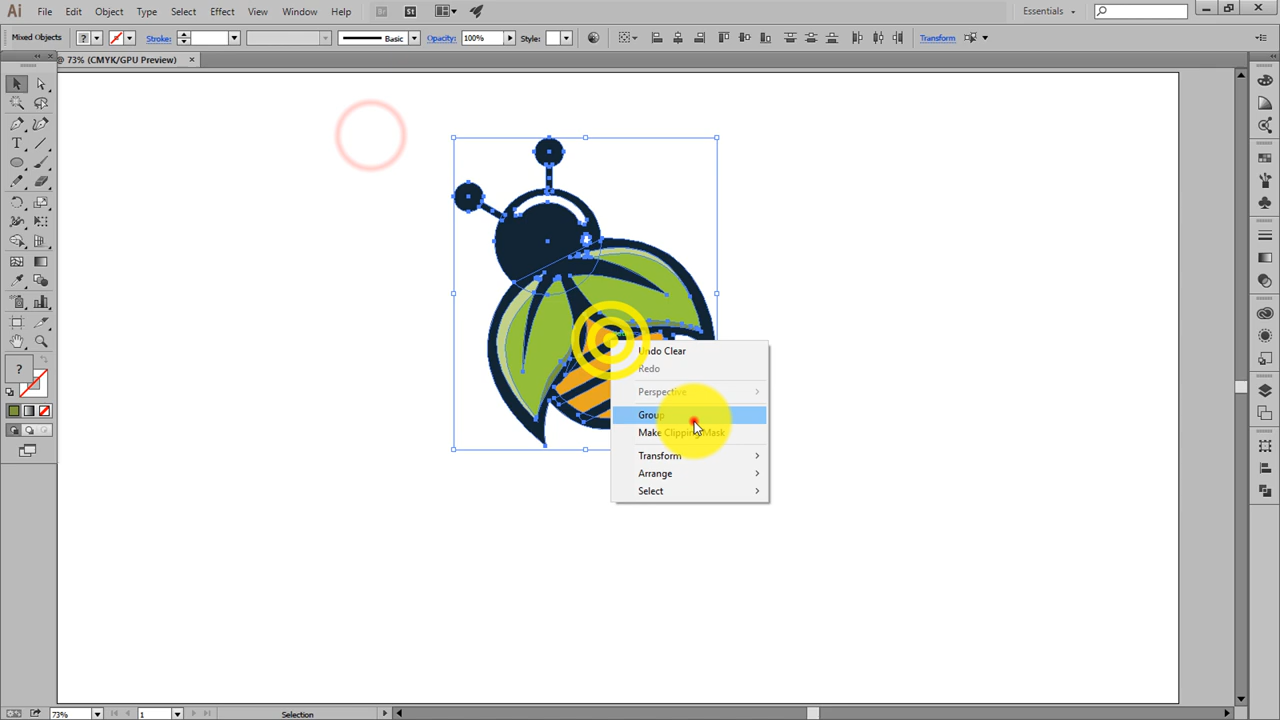 Ai File Edit Object Type Select Effect View Window Help Br St Essentials
Mixed Objects ? Stroke: Basic Opacity: 100% Style: Transform
@ 73% (CMYK/GPU Preview) ×
Undo Clear
Redo
Perspective
Group
Make Clipping Mask
Transform
Arrange
Select
?
73% 1 Selection